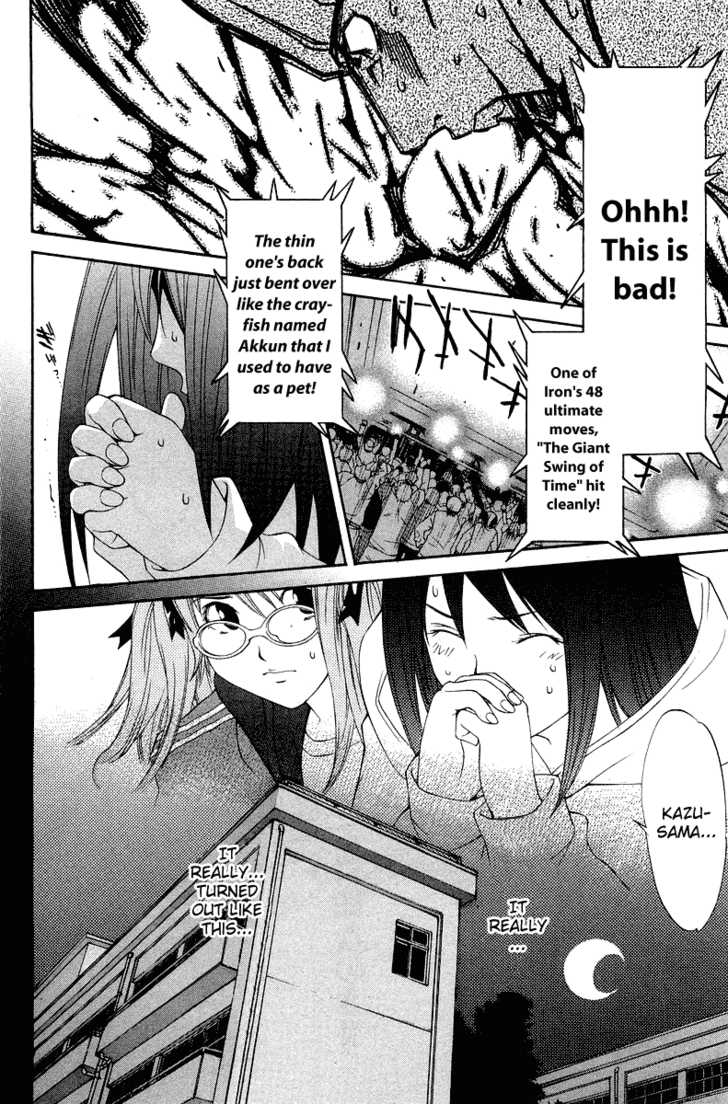 Ohhh!
This is
bad!
One of
Iron's 48
ultimate
moves,
"The Giant
Swing of
Time" hit
cleanly!
The thin
one's back
just bent over
like the cray-
fish named
Akkun that I
used to have
as a pet!
KAZU-
SAMA...
IT
REALLY
...
IT
REALLY...
TURNED
OUT LIKE
THIS...